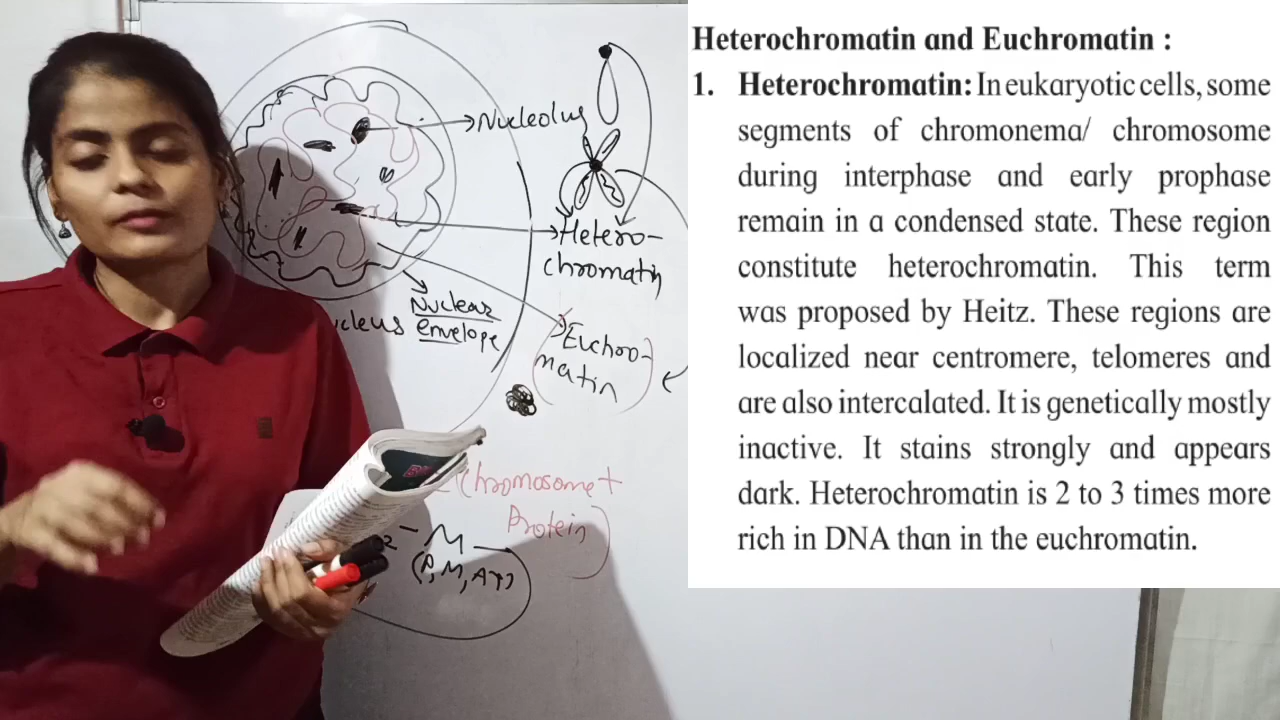 Heterochromatin and Euchromatin :
1. Heterochromatin: In eukaryotic cells, some
segments of chromonema/ chromosome
during interphase and early prophase
remain in a condensed state. These region
constitute heterochromatin. This term
was proposed by Heitz. These regions are
localized near centromere, telomeres and
are also intercalated. It is genetically mostly
inactive. It stains strongly and appears
dark. Heterochromatin is 2 to 3 times more
rich in DNA than in the euchromatin.
Nucleolus
Hetero-
chromatin
Nuclear
envelope
Euchro-
matin
(Chromosome +
Protein)